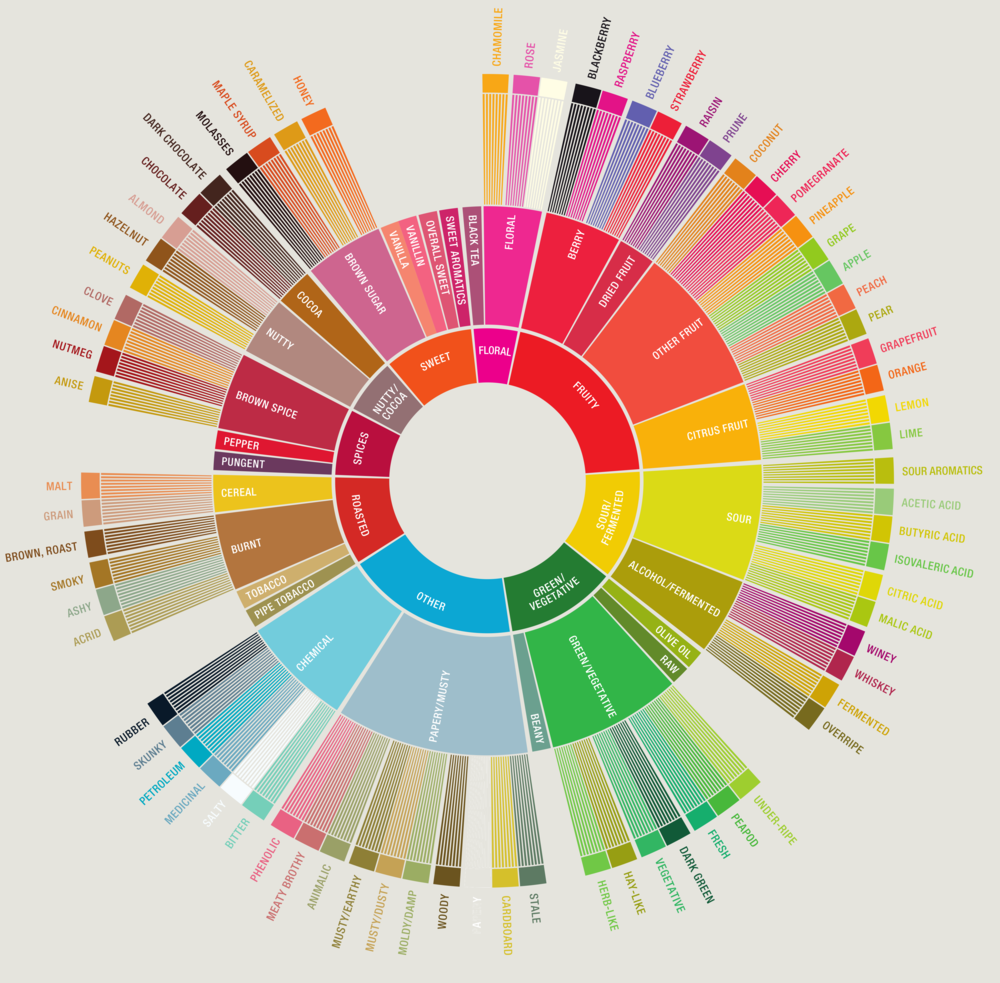 CHAMOMILE
ROSE
JASMINE
BLACKBERRY
RASPBERRY
BLUEBERRY
STRAWBERRY
RAISIN
PRUNE
COCONUT
CHERRY
POMEGRANATE
PINEAPPLE
GRAPE
APPLE
PEACH
PEAR
GRAPEFRUIT
ORANGE
LEMON
LIME
SOUR AROMATICS
ACETIC ACID
BUTYRIC ACID
ISOVALERIC ACID
CITRIC ACID
MALIC ACID
WINEY
WHISKEY
FERMENTED
OVERRIPE
UNDER-RIPE
PEAPOD
FRESH
DARK GREEN
VEGETATIVE
HAY-LIKE
HERB-LIKE
STALE
CARDBOARD
WOODY
MOLDY/DAMP
MUSTY/DUSTY
MUSTY/EARTHY
ANIMALIC
MEATY BROTHY
PHENOLIC
BITTER
SALTY
MEDICINAL
PETROLEUM
SKUNKY
RUBBER
ACRID
ASHY
SMOKY
BROWN, ROAST
GRAIN
MALT
ANISE
NUTMEG
CINNAMON
CLOVE
PEANUTS
HAZELNUT
ALMOND
CHOCOLATE
DARK CHOCOLATE
MOLASSES
MAPLE SYRUP
CARAMELIZED
HONEY
FLORAL
BERRY
DRIED FRUIT
OTHER FRUIT
CITRUS FRUIT
SOUR
ALCOHOL/FERMENTED
OLIVE OIL
RAW
GREEN/VEGETATIVE
BEANY
PAPERY/MUSTY
CHEMICAL
PIPE TOBACCO
TOBACCO
BURNT
CEREAL
PUNGENT
PEPPER
BROWN SPICE
NUTTY
COCOA
BROWN SUGAR
VANILLA
VANILLIN
OVERALL SWEET
SWEET AROMATICS
BLACK TEA
FLORAL
FRUITY
SOUR/
FERMENTED
GREEN/
VEGETATIVE
OTHER
ROASTED
SPICES
NUTTY/
COCOA
SWEET